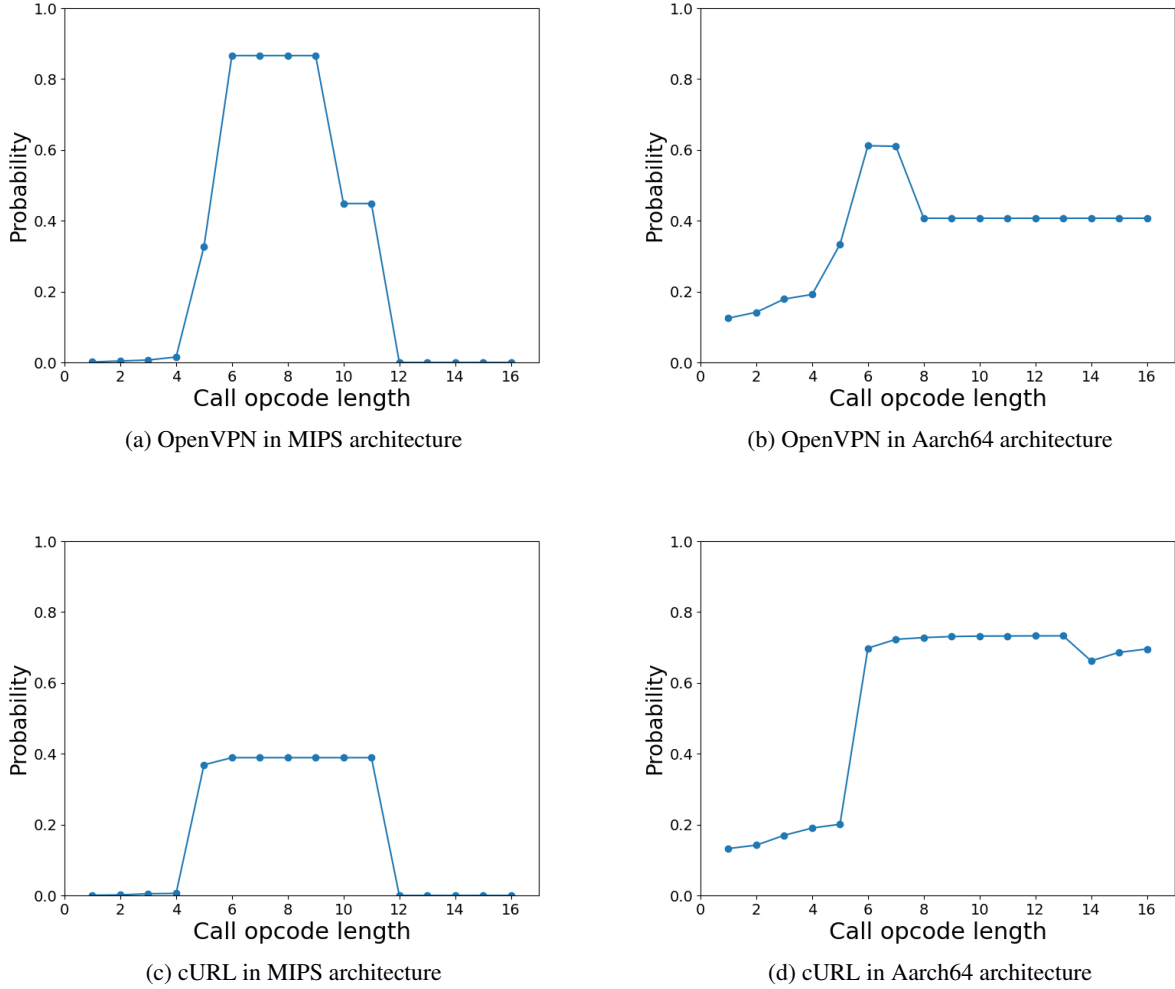 1.0
0.8
0.6
0.4
0.2
0.0
Probability
0 2 4 6 8 10 12 14 16
Call opcode length
(a) OpenVPN in MIPS architecture
1.0
0.8
0.6
0.4
0.2
0.0
Probability
0 2 4 6 8 10 12 14 16
Call opcode length
(b) OpenVPN in Aarch64 architecture
1.0
0.8
0.6
0.4
0.2
0.0
Probability
0 2 4 6 8 10 12 14 16
Call opcode length
(c) cURL in MIPS architecture
1.0
0.8
0.6
0.4
0.2
0.0
Probability
0 2 4 6 8 10 12 14 16
Call opcode length
(d) cURL in Aarch64 architecture